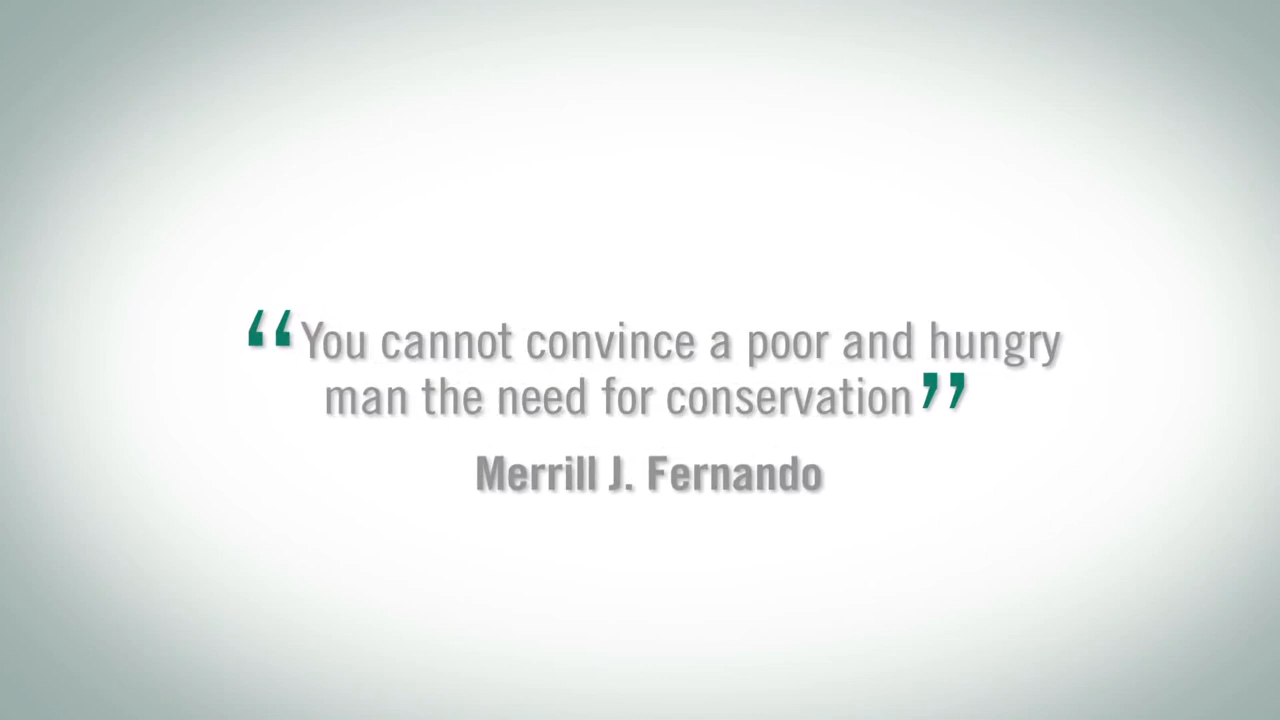 “You cannot convince a poor and hungry
man the need for conservation”
Merrill J. Fernando